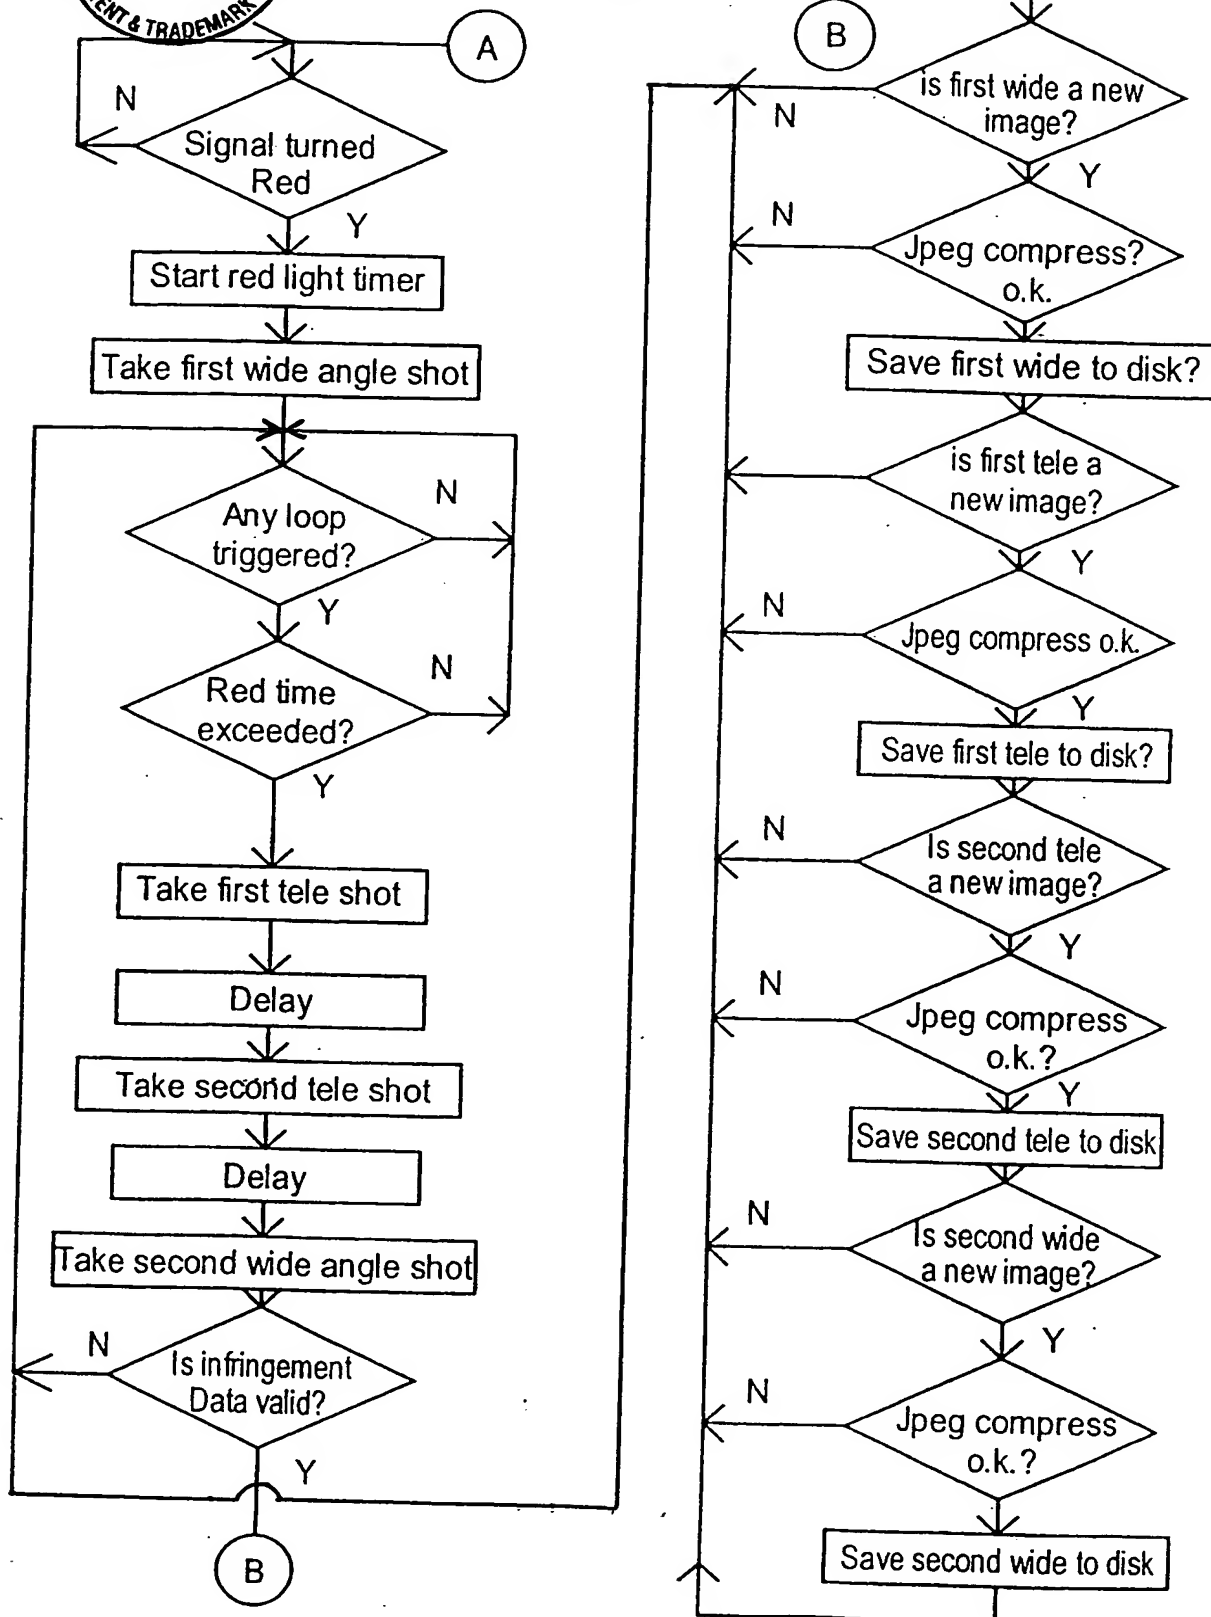 ENT & TRADEMARK
A
N
Signal turned
Red
Y
Start red light timer
Take first wide angle shot
N
Any loop
triggered?
Y
N
Red time
exceeded?
Y
Take first tele shot
Delay
Take second tele shot
Delay
Take second wide angle shot
N
Is infringement
Data valid?
Y
B
B
is first wide a new
image?
N
Y
N
Jpeg compress?
o.k.
Save first wide to disk?
is first tele a
new image?
Y
N
Jpeg compress o.k.
Y
Save first tele to disk?
N
Is second tele
a new image?
Y
N
Jpeg compress
o.k.?
Y
Save second tele to disk
N
Is second wide
a new image?
Y
N
Jpeg compress
o.k.?
Save second wide to disk